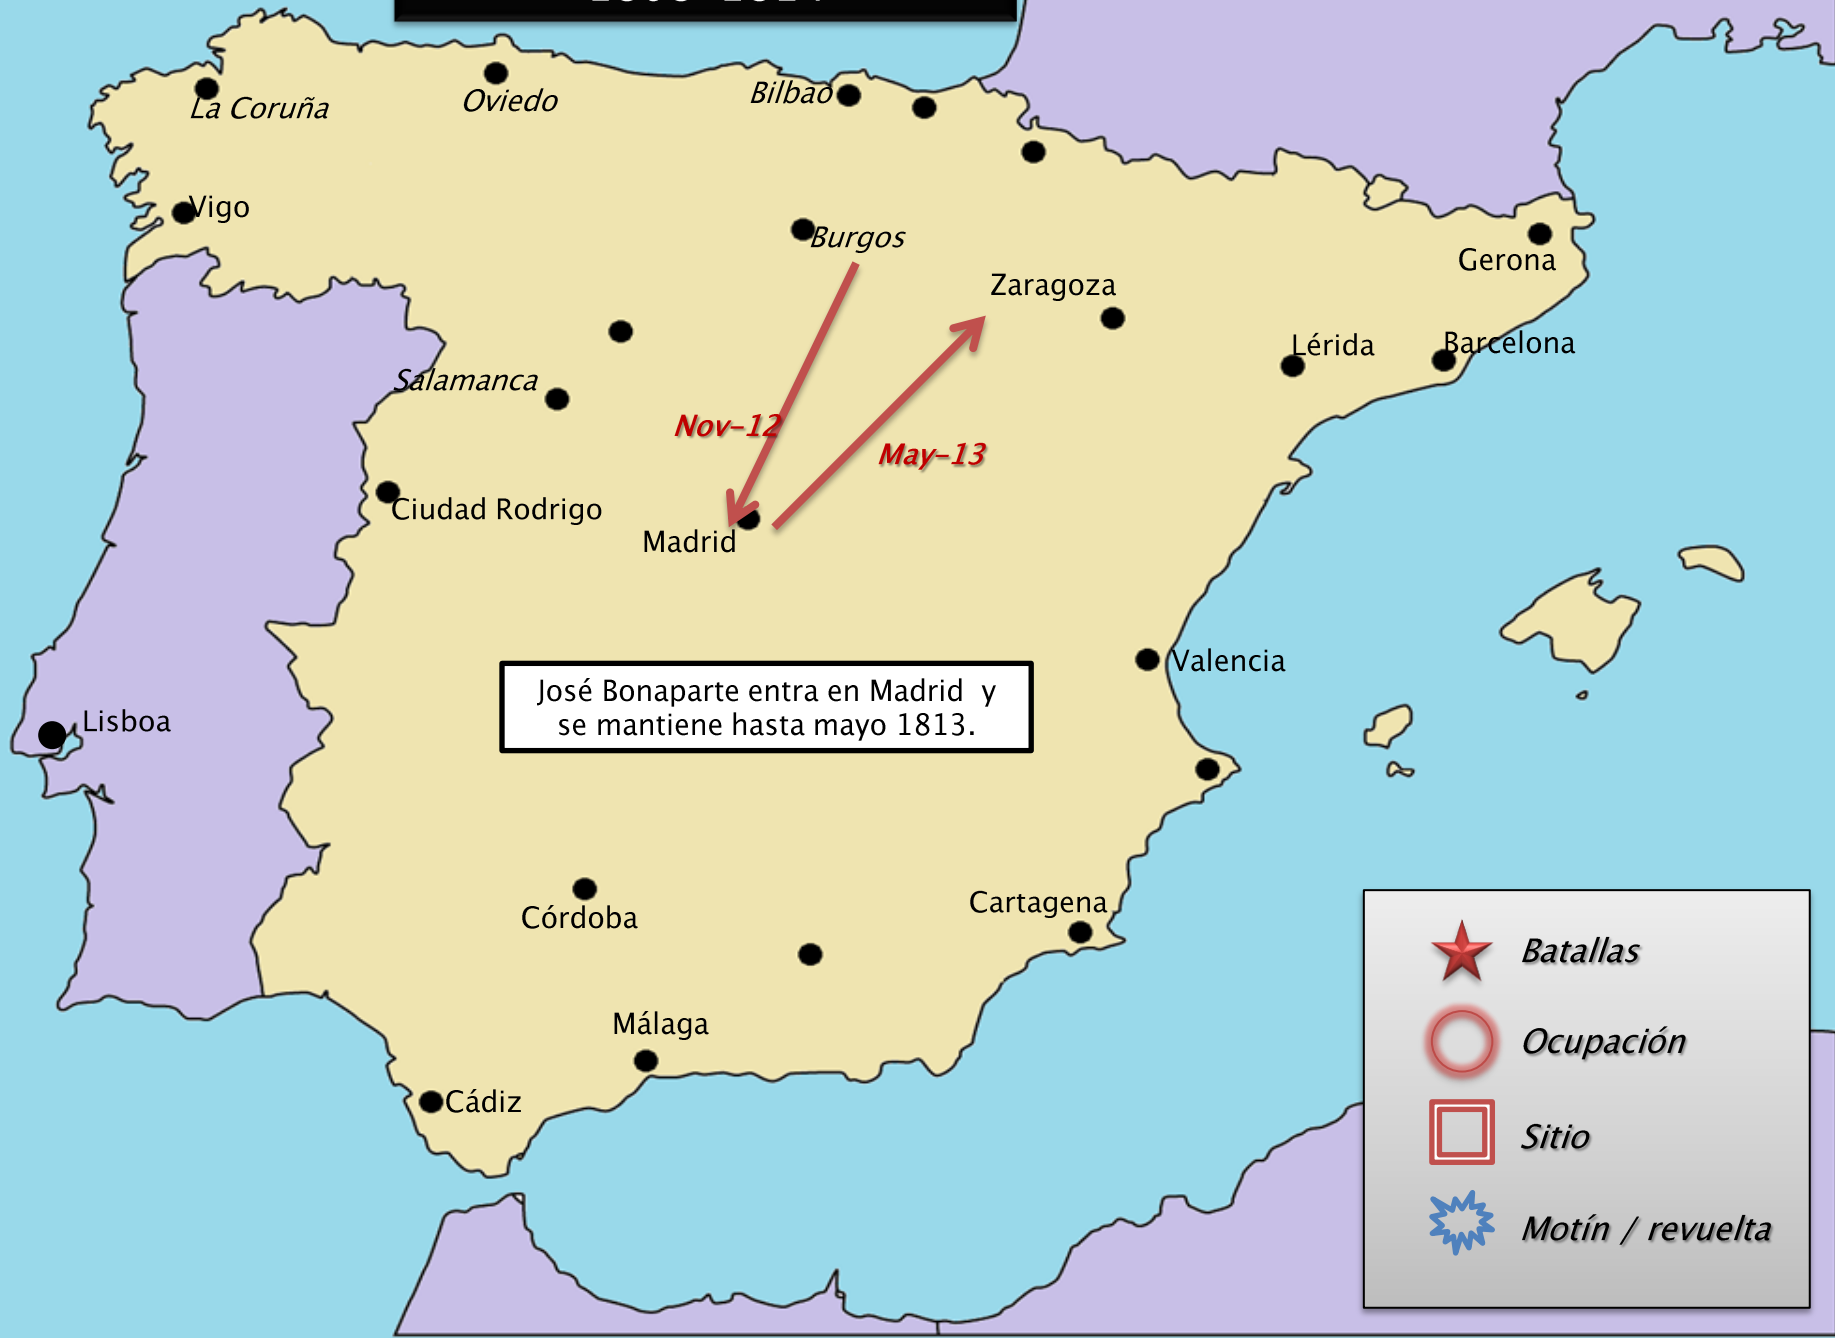 La Coruña
Oviedo
Bilbao
Vigo
Burgos
Gerona
Zaragoza
Lérida
Barcelona
Salamanca
Nov-12
May-13
Ciudad Rodrigo
Madrid
Valencia
José Bonaparte entra en Madrid y
se mantiene hasta mayo 1813.
Lisboa
Cartagena
Córdoba
Málaga
Cádiz
Batallas
Ocupación
Sitio
Motín / revuelta